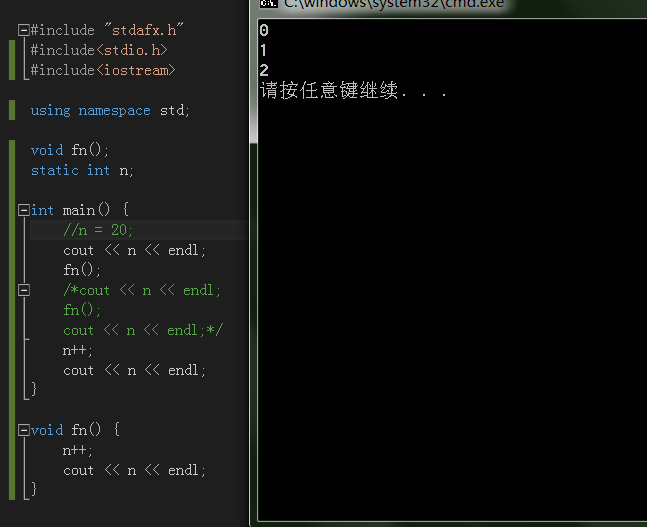 #include "stdafx.h"
#include<stdio.h>
#include<iostream>
using namespace std;
void fn();
static int n;
int main() {
//n = 20;
cout << n << endl;
fn();
/*cout << n << endl;
fn();
cout << n << endl;*/
n++;
cout << n << endl;
}
void fn() {
n++;
cout << n << endl;
}
C:\windows\system32\cmd.exe
0
1
2
请按任意键继续. . .